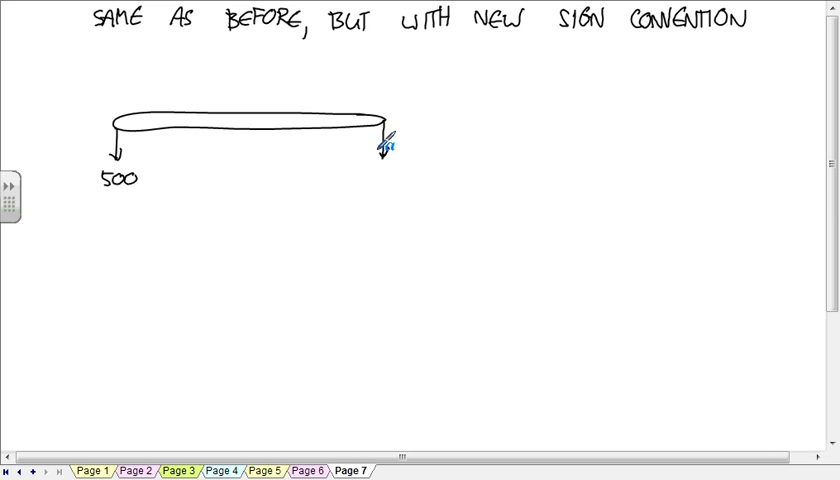 SAME AS BEFORE, BUT WITH NEW SIGN CONVENTION
500
Page 1 Page 2 Page 3 Page 4 Page 5 Page 6 Page 7